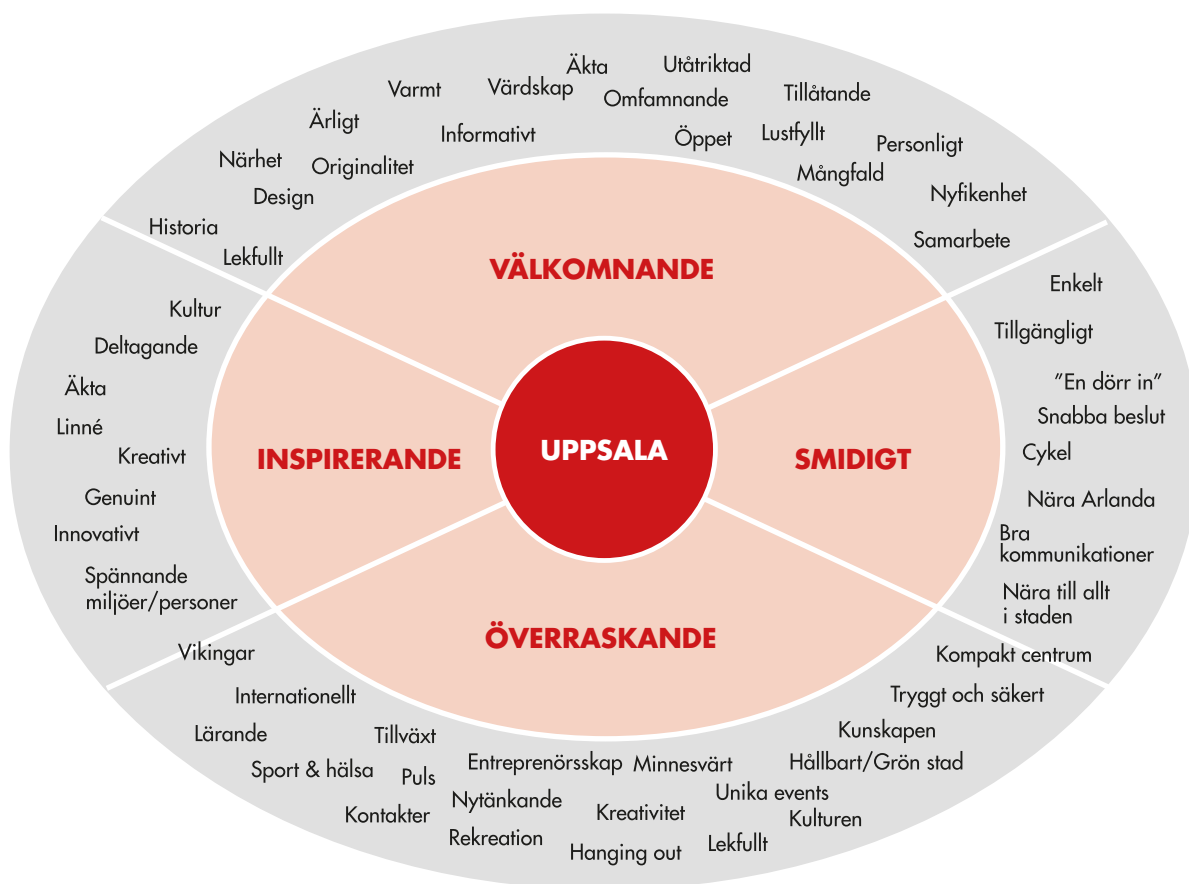 Äkta
Utåtriktad
Varmt
Värdskap
Omfamnande
Tillåtande
Ärligt
Informativt
Öppet
Lustfyllt
Personligt
Närhet
Originalitet
Mångfald
Design
Nyfikenhet
Historia
Samarbete
Lekfullt
VÄLKOMNANDE
Enkelt
Tillgängligt
”En dörr in”
Snabba beslut
Cykel
Nära Arlanda
Bra
kommunikationer
Nära till allt
i staden
SMIDIGT
UPPSALA
INSPIRERANDE
Kultur
Deltagande
Äkta
Linné
Kreativt
Genuint
Innovativt
Spännande
miljöer/personer
ÖVERRASKANDE
Vikingar
Kompakt centrum
Internationellt
Tryggt och säkert
Lärande
Tillväxt
Kunskapen
Sport & hälsa
Puls
Entreprenörsskap
Minnesvärt
Hållbart/Grön stad
Kontakter
Nytänkande
Kreativitet
Unika events
Kulturen
Rekreation
Hanging out
Lekfullt